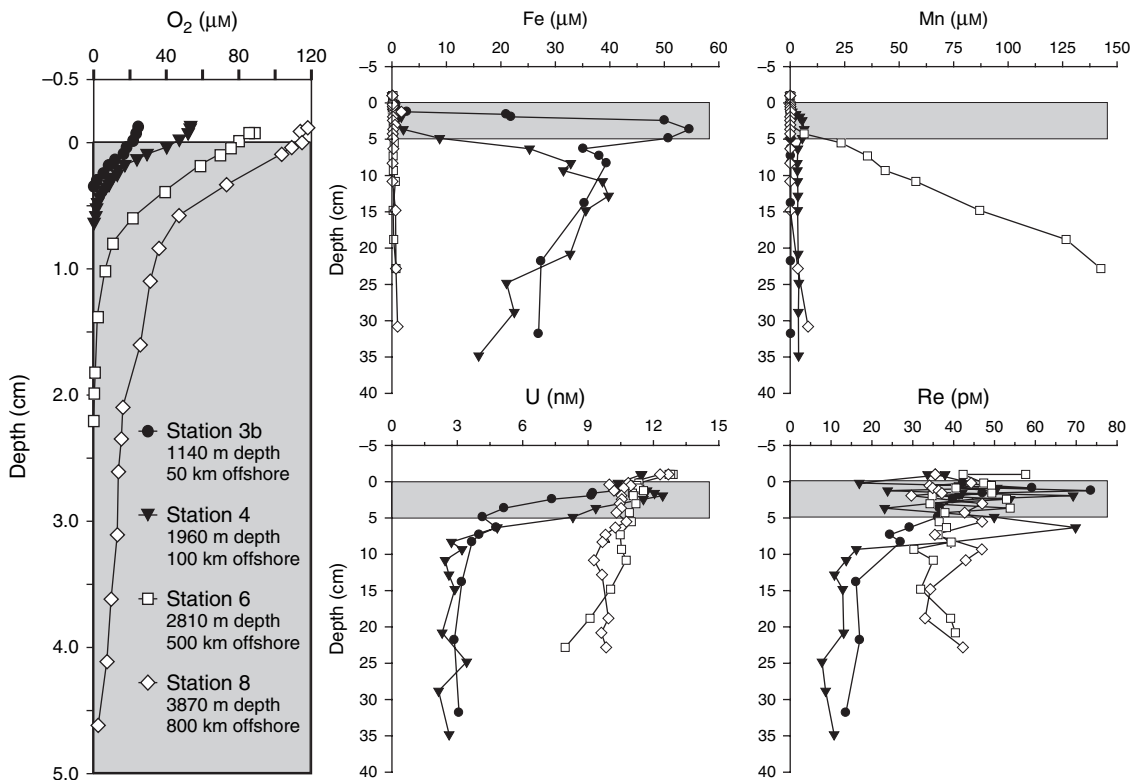 O2 (μM)
0 40 80 120
−0.5
0
1.0
2.0
3.0
4.0
5.0
Depth (cm)
Station 3b
1140 m depth
50 km offshore
Station 4
1960 m depth
100 km offshore
Station 6
2810 m depth
500 km offshore
Station 8
3870 m depth
800 km offshore
Fe (μM)
0 10 20 30 40 50 60
−5
0
5
10
15
20
25
30
35
40
Depth (cm)
Mn (μM)
0 25 50 75 100 125 150
−5
0
5
10
15
20
25
30
35
40
U (nM)
0 3 6 9 12 15
−5
0
5
10
15
20
25
30
35
40
Depth (cm)
Re (pM)
0 10 20 30 40 50 60 70 80
−5
0
5
10
15
20
25
30
35
40